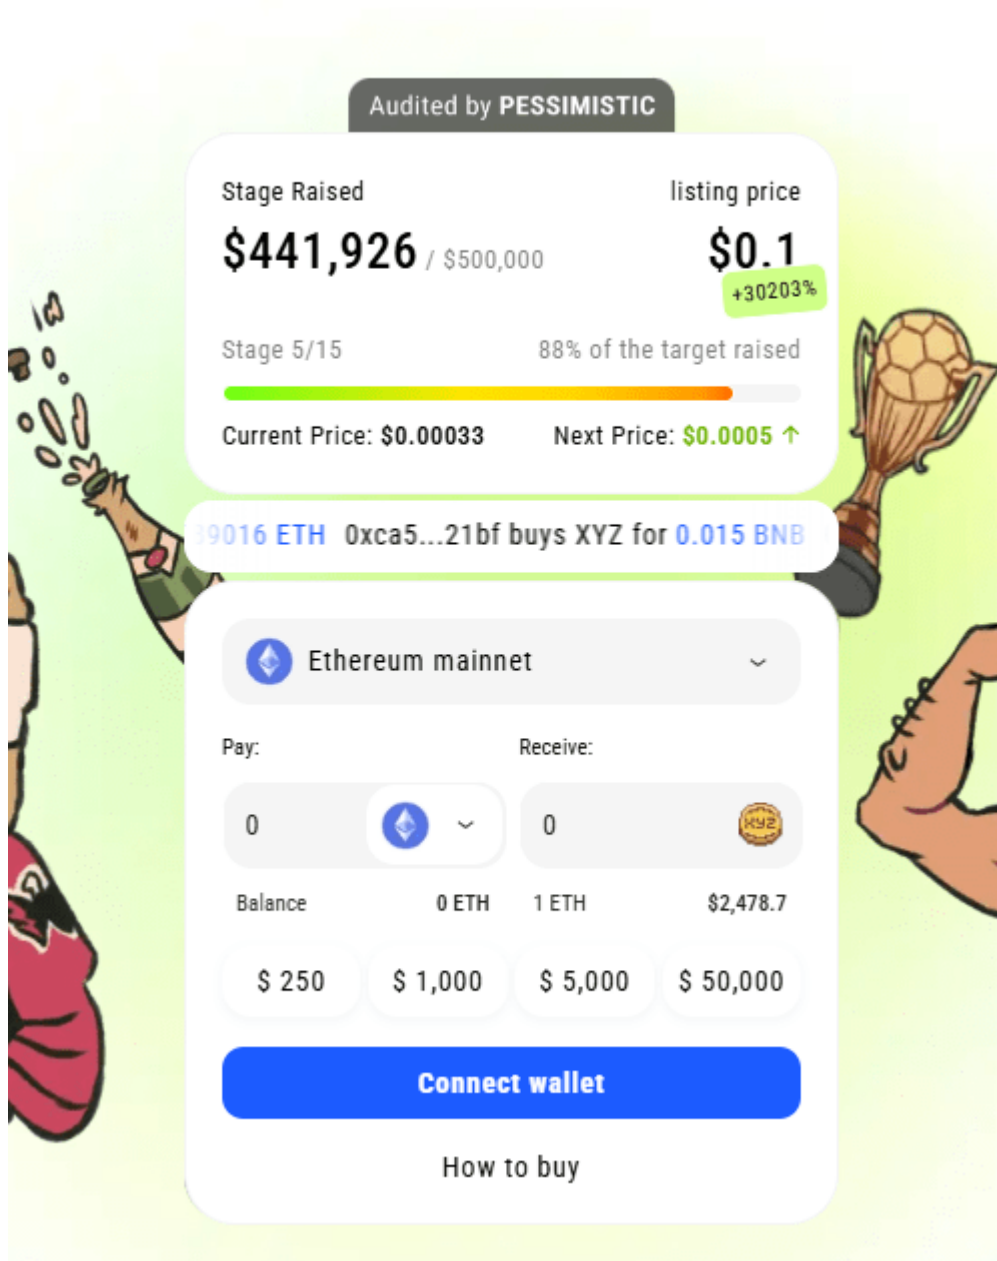 Audited by PESSIMISTIC
Stage Raised listing price
$441,926 / $500,000 $0.1
+30203%
Stage 5/15 88% of the target raised
Current Price: $0.00033 Next Price: $0.0005 ↑
39016 ETH 0xca5...21bf buys XYZ for 0.015 BNB
Ethereum mainnet
Pay: Receive:
0 0 XYZ
Balance 0 ETH 1 ETH $2,478.7
$ 250 $ 1,000 $ 5,000 $ 50,000
Connect wallet
How to buy